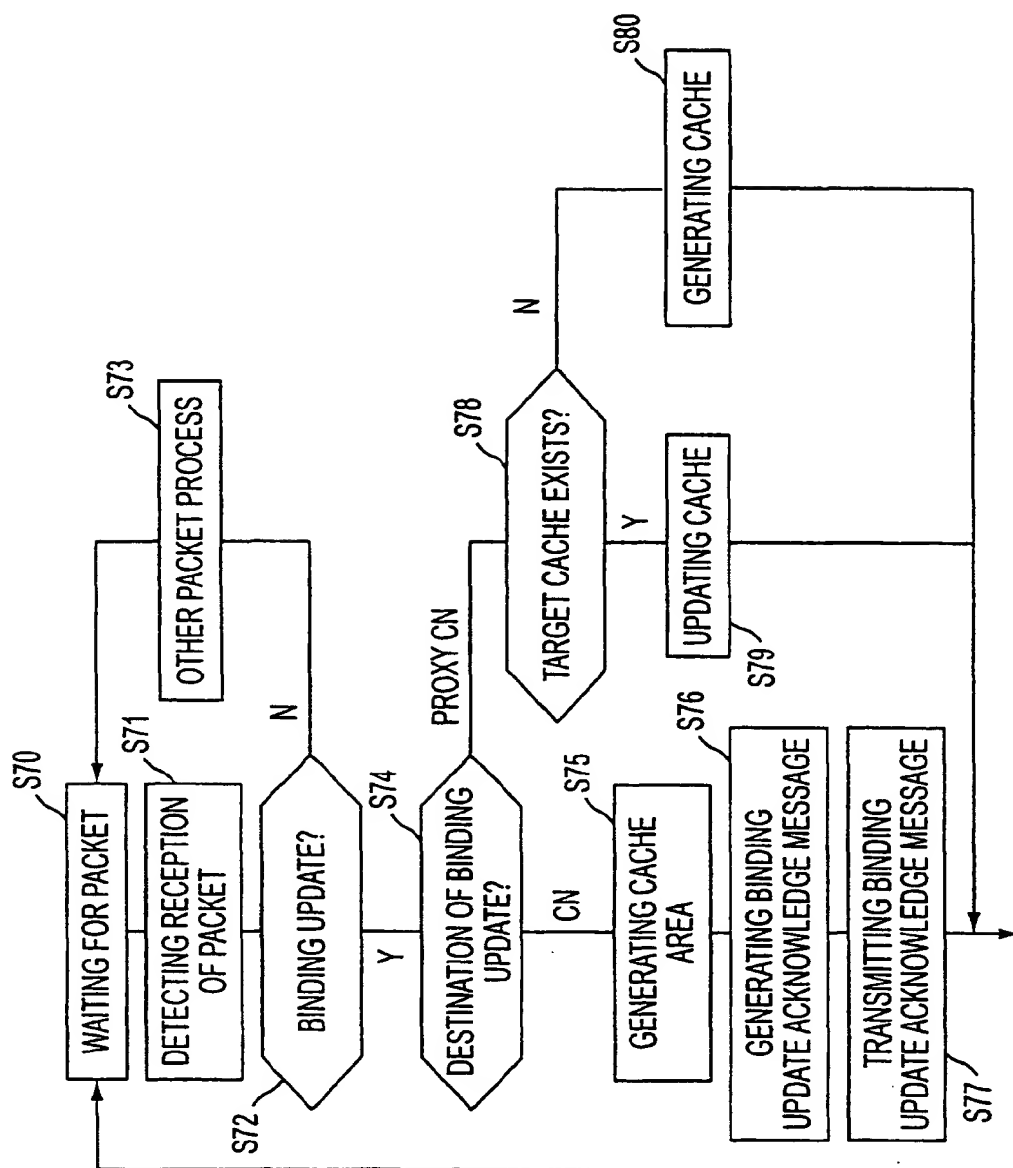 S70
WAITING FOR PACKET
S71
DETECTING RECEPTION
OF PACKET
S72
BINDING UPDATE?
N
S73
OTHER PACKET PROCESS
Y
S74
DESTINATION OF BINDING
UPDATE?
PROXY CN
CN
S75
GENERATING CACHE
AREA
S76
GENERATING BINDING
UPDATE ACKNOWLEDGE MESSAGE
TRANSMITTING BINDING
UPDATE ACKNOWLEDGE MESSAGE
S77
S78
TARGET CACHE EXISTS?
Y
N
UPDATING CACHE
S79
S80
GENERATING CACHE